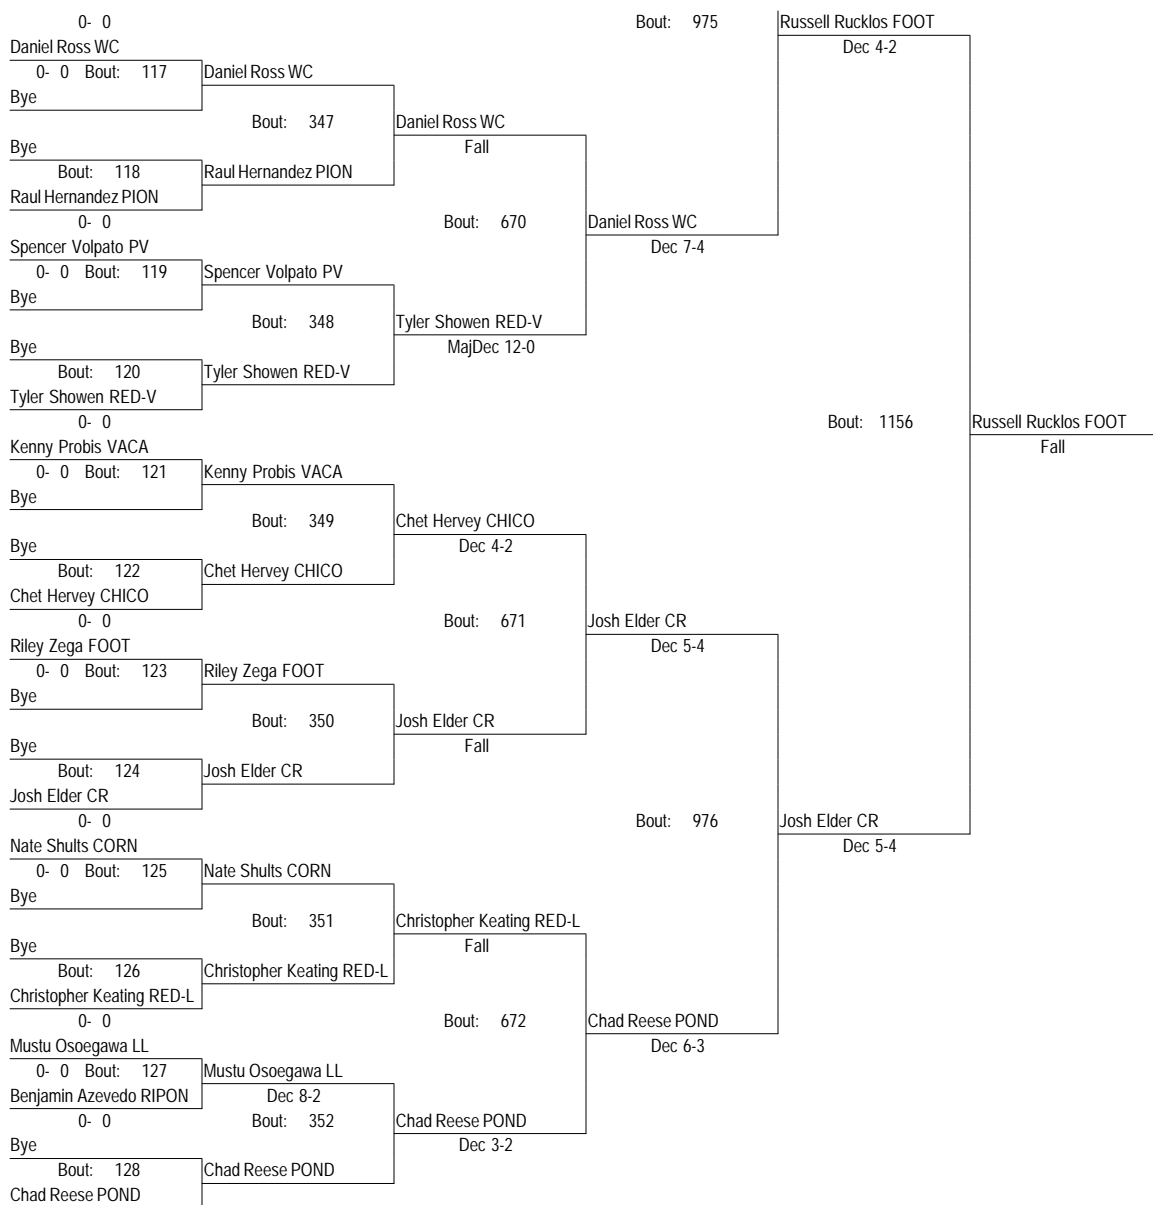 0- 0 Bout: 975 Russell Rucklos FOOT
Daniel Ross WC Dec 4-2
0- 0 Bout: 117 Daniel Ross WC
Bye
Bout: 347 Daniel Ross WC
Bye Fall
Bout: 118 Raul Hernandez PION
Raul Hernandez PION
0- 0 Bout: 670 Daniel Ross WC
Spencer Volpato PV Dec 7-4
0- 0 Bout: 119 Spencer Volpato PV
Bye
Bout: 348 Tyler Showen RED-V
Bye MajDec 12-0
Bout: 120 Tyler Showen RED-V
Tyler Showen RED-V
0- 0 Bout: 1156 Russell Rucklos FOOT
Kenny Probis VACA Fall
0- 0 Bout: 121 Kenny Probis VACA
Bye
Bout: 349 Chet Hervey CHICO
Bye Dec 4-2
Bout: 122 Chet Hervey CHICO
Chet Hervey CHICO
0- 0 Bout: 671 Josh Elder CR
Riley Zega FOOT Dec 5-4
0- 0 Bout: 123 Riley Zega FOOT
Bye
Bout: 350 Josh Elder CR
Bye Fall
Bout: 124 Josh Elder CR
Josh Elder CR
0- 0 Bout: 976 Josh Elder CR
Nate Shults CORN Dec 5-4
0- 0 Bout: 125 Nate Shults CORN
Bye
Bout: 351 Christopher Keating RED-L
Bye Fall
Bout: 126 Christopher Keating RED-L
Christopher Keating RED-L
0- 0 Bout: 672 Chad Reese POND
Mustu Osoegawa LL Dec 6-3
0- 0 Bout: 127 Mustu Osoegawa LL
Benjamin Azevedo RIPON Dec 8-2
0- 0 Bout: 352 Chad Reese POND
Bye Dec 3-2
Bout: 128 Chad Reese POND
Chad Reese POND